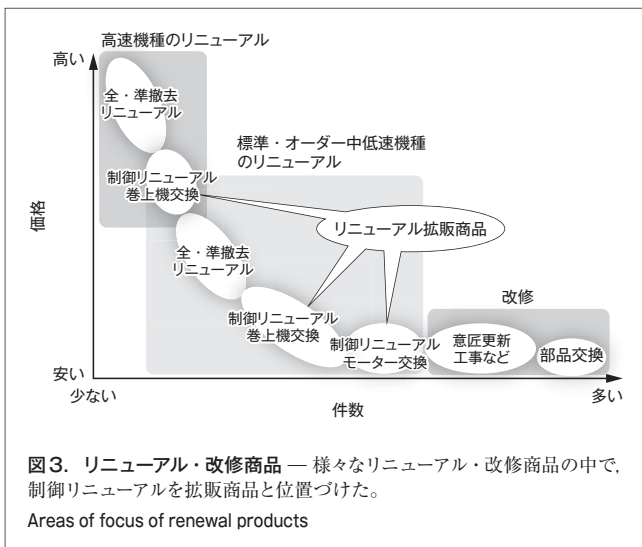 高速機種のリニューアル
高い
全・準撤去
リニューアル
標準・オーダー中低速機種
のリニューアル
制御リニューアル
巻上機交換
リニューアル拡販商品
価格
全・準撤去
リニューアル
改修
制御リニューアル
巻上機交換
制御リニューアル
モーター交換
意匠更新
工事など
部品交換
安い
少ない
件数
多い
図3. リニューアル・改修商品 — 様々なリニューアル・改修商品の中で,
制御リニューアルを拡販商品と位置づけた。
Areas of focus of renewal products